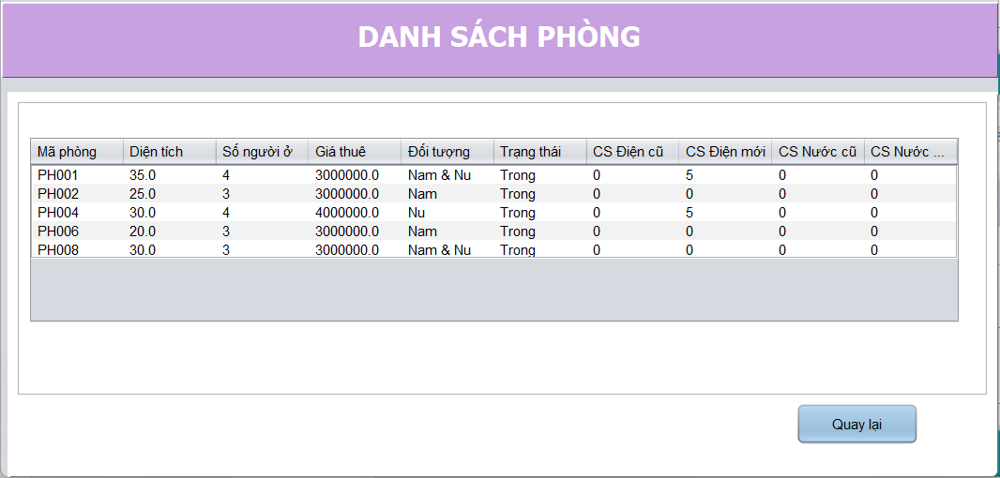 DANH SÁCH PHÒNG
Mã phòng Diện tích Số người ở Giá thuê Đối tượng Trạng thái CS Điện cũ CS Điện mới CS Nước cũ CS Nước ...
PH001 35.0 4 3000000.0 Nam & Nu Trong 0 5 0 0
PH002 25.0 3 3000000.0 Nam Trong 0 0 0 0
PH004 30.0 4 4000000.0 Nu Trong 0 5 0 0
PH006 20.0 3 3000000.0 Nam Trong 0 0 0 0
PH008 30.0 3 3000000.0 Nam & Nu Trong 0 0 0 0
Quay lại